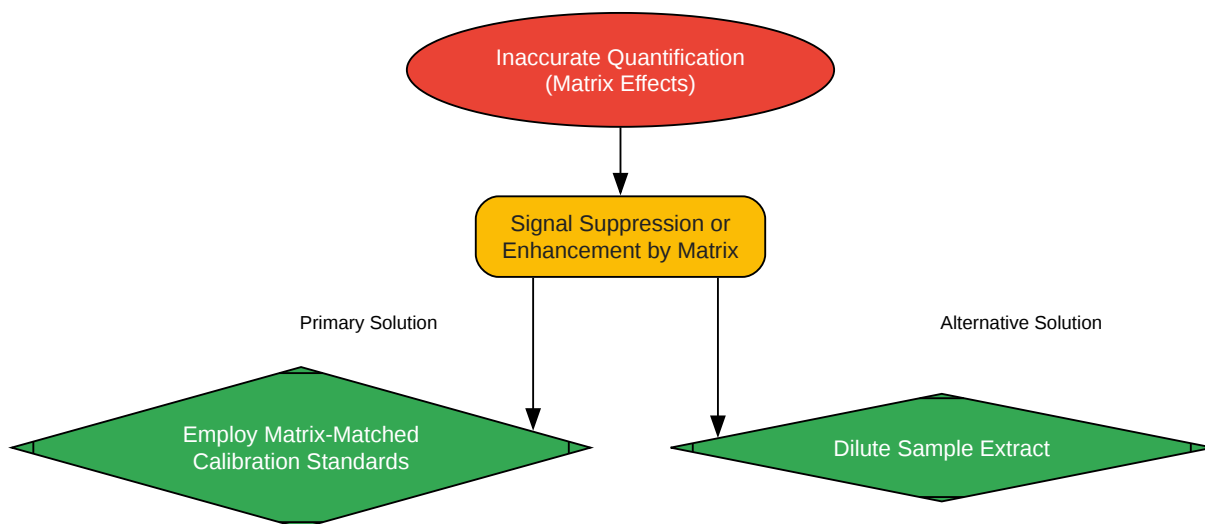 Inaccurate Quantification
(Matrix Effects)
Signal Suppression or
Enhancement by Matrix
Primary Solution
Alternative Solution
Employ Matrix-Matched
Calibration Standards
Dilute Sample Extract